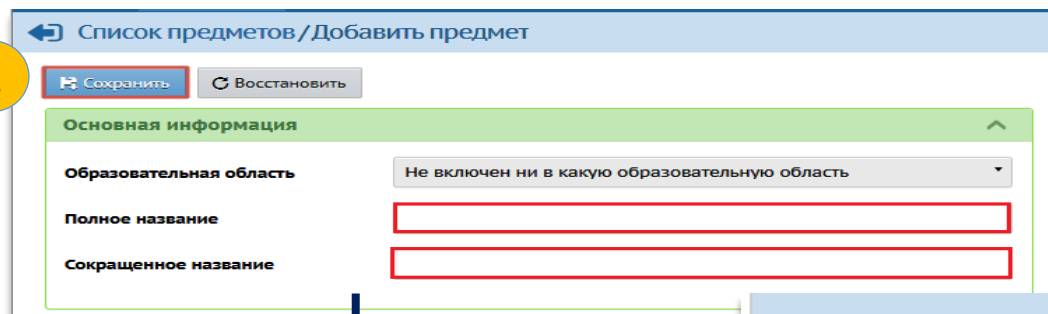 Список предметов/Добавить предмет
Сохранить Восстановить
Основная информация
Образовательная область Не включен ни в какую образовательную область
Полное название
Сокращенное название